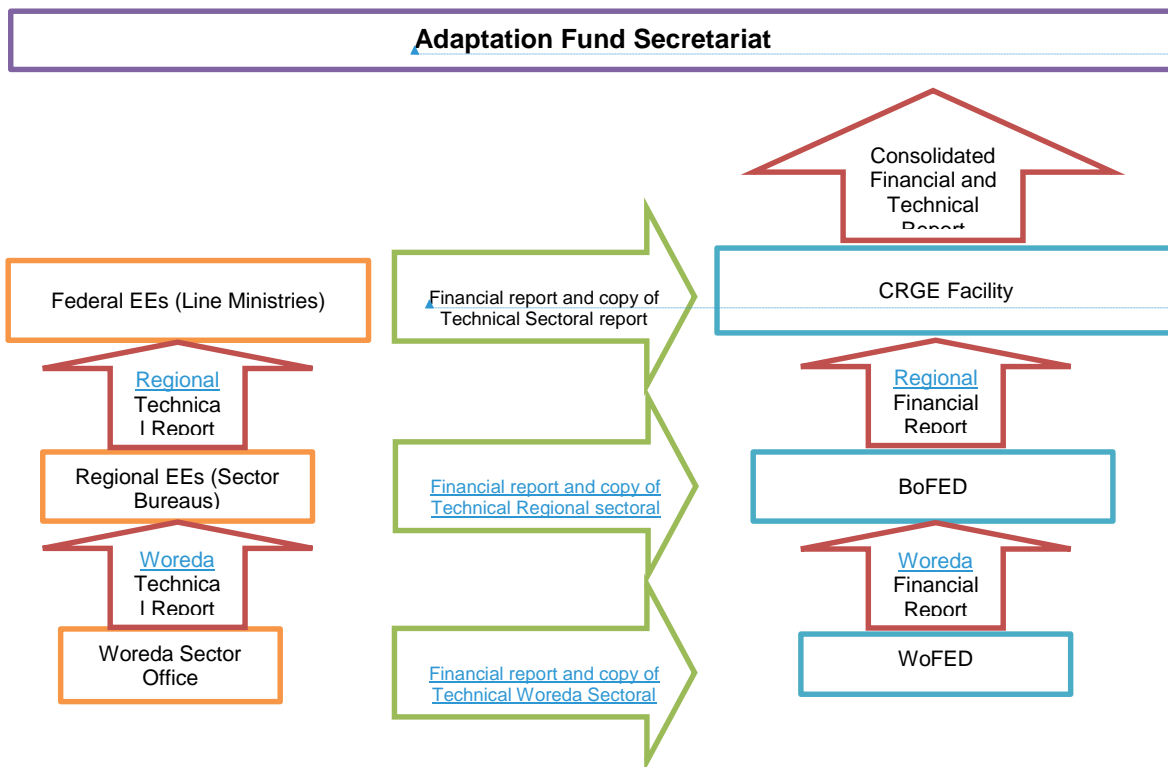 Adaptation Fund Secretariat
Consolidated
Financial and
Technical
Report
Federal EEs (Line Ministries)
Financial report and copy of
Technical Sectoral report
CRGE Facility
Regional
Technica
l Report
Regional
Financial
Report
Regional EEs (Sector
Bureaus)
Financial report and copy of
Technical Regional sectoral
BoFED
Woreda
Technica
l Report
Woreda
Financial
Report
Woreda Sector
Office
Financial report and copy of
Technical Woreda Sectoral
WoFED